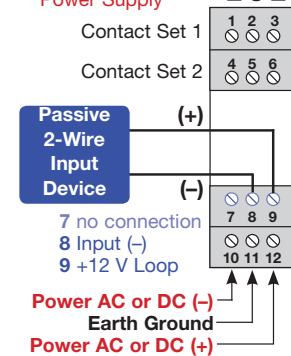 Power Supply
Contact Set 1
1 2 3
Contact Set 2
4 5 6
Passive
2-Wire
Input
Device
(+)
(–)
7 no connection
8 Input (–)
9 +12 V Loop
7 8 9
10 11 12
Power AC or DC (–)
Earth Ground
Power AC or DC (+)